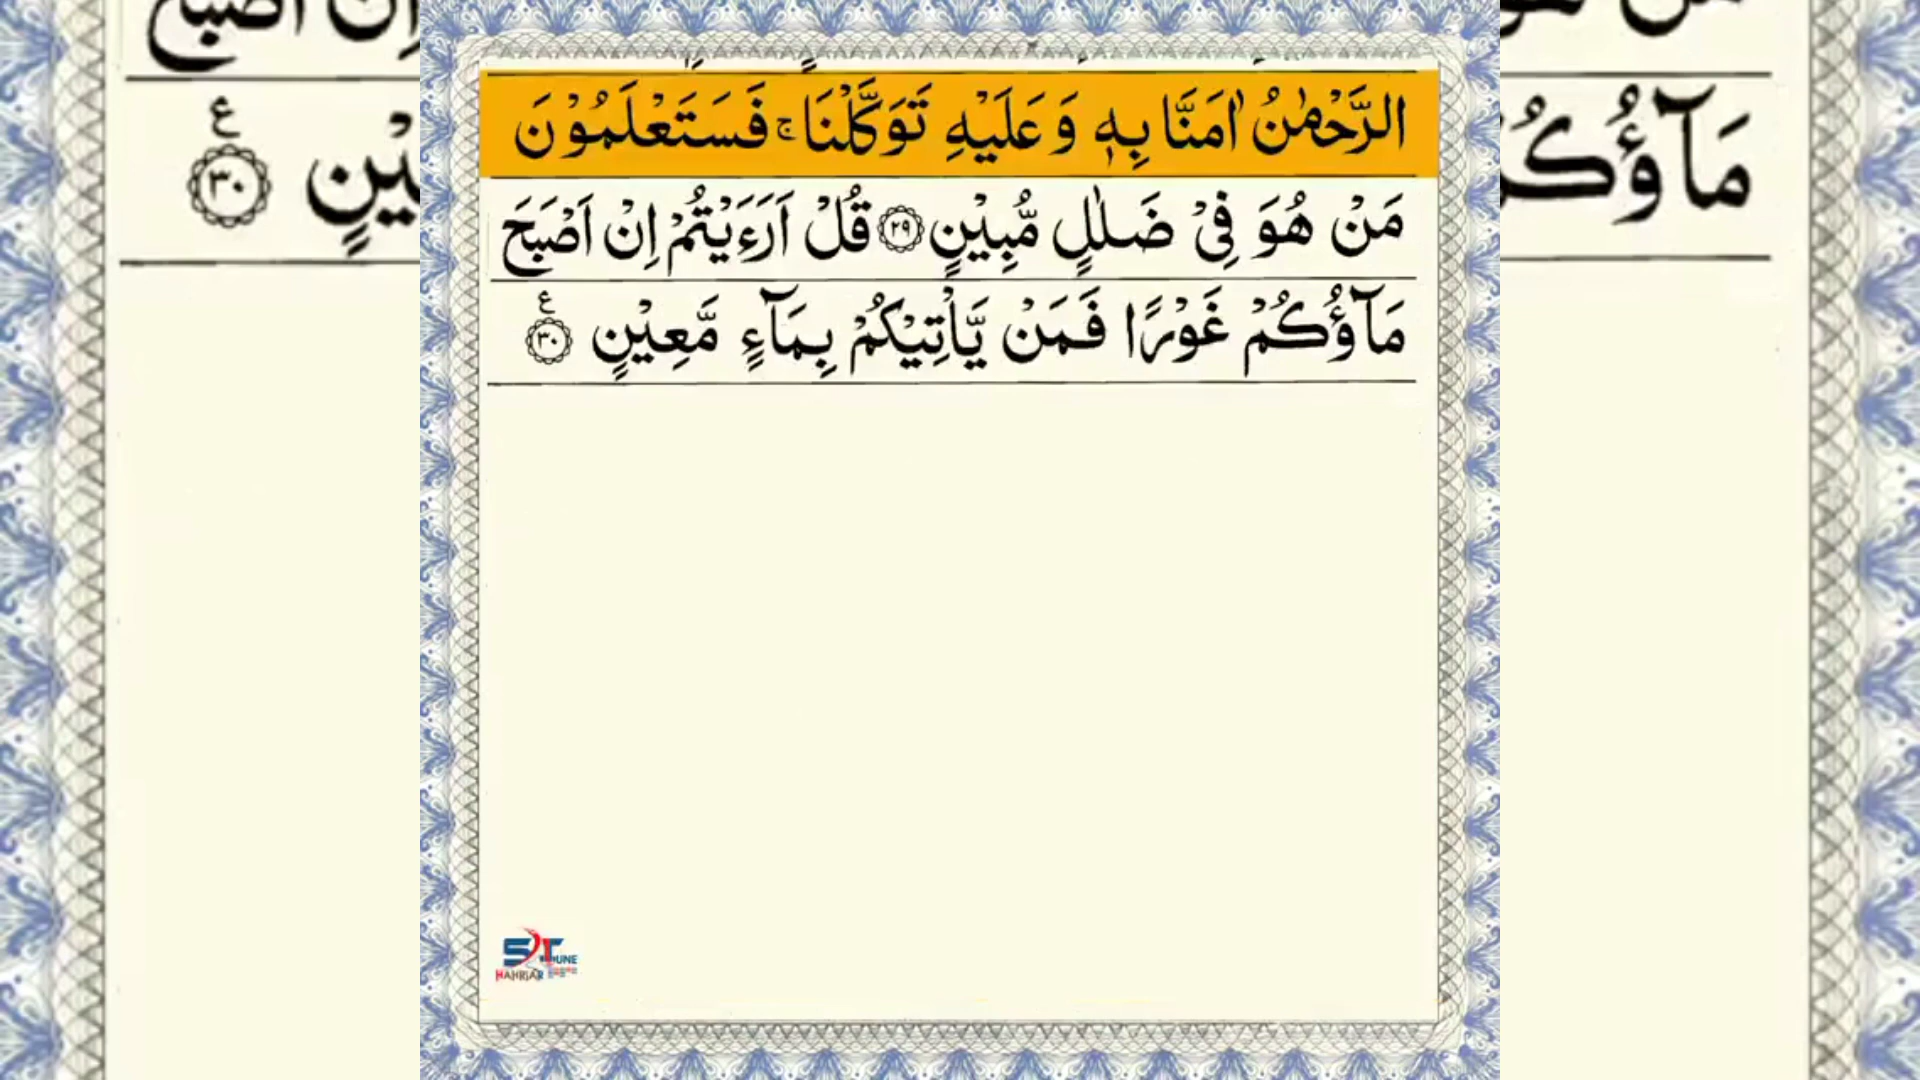 الرَّحْمٰنُ اٰمَنَّا بِهٖ وَ عَلَيْهِ تَوَكَّلْنَا ۚ فَسَتَعْلَمُوْنَ
مَنْ هُوَ فِیْ ضَلٰلٍ مُّبِیْنٍ ۝۲۹ قُلْ اَرَءَیْتُمْ اِنْ اَصْبَحَ
مَآؤُكُمْ غَوْرًا فَمَنْ یَّاْتِیْكُمْ بِمَآءٍ مَّعِیْنٍ ۝۳۰ ع